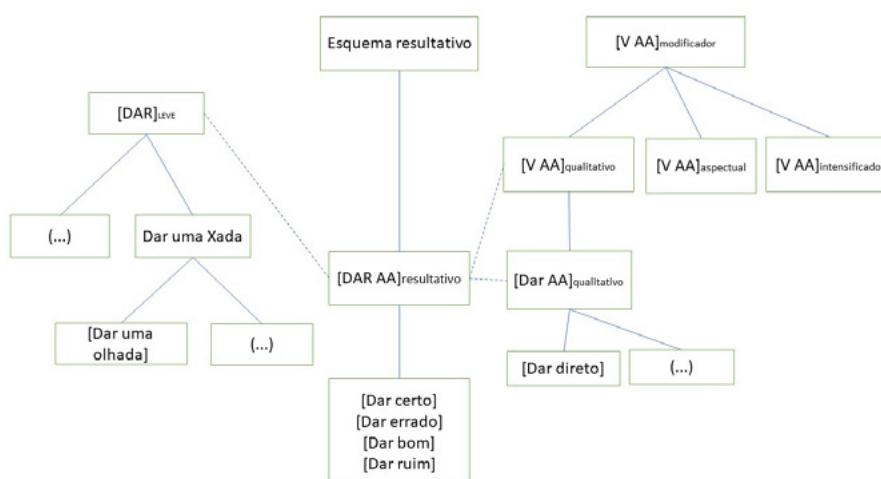 Esquema resultativo
[V AA]modificador
[DAR]LEVE
[V AA]qualitativo
[V AA]aspectual
[V AA]intensificador
(...)
Dar uma Xada
[DAR AA]resultativo
[Dar AA]qualitativo
[Dar uma
olhada]
(...)
[Dar direto]
(...)
[Dar certo]
[Dar errado]
[Dar bom]
[Dar ruim]